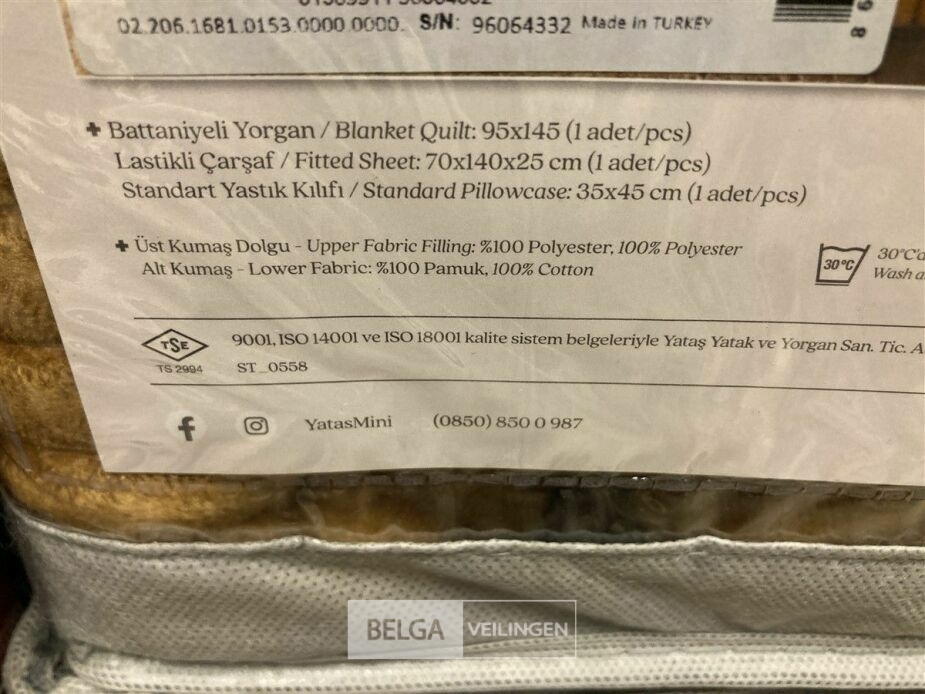 02.206.1681.0153.0000.0000. S/N: 96064332 Made in TURKEY
+ Battaniyeli Yorgan / Blanket Quilt: 95x145 (1 adet/pcs)
Lastikli Çarşaf / Fitted Sheet: 70x140x25 cm (1 adet/pcs)
Standart Yastık Kılıfı / Standard Pillowcase: 35x45 cm (1 adet/pcs)
+ Üst Kumaş Dolgu - Upper Fabric Filling: %100 Polyester, 100% Polyester
Alt Kumaş - Lower Fabric: %100 Pamuk, 100% Cotton
30°C
30°C'd
Wash a
TSE
TS 2994
9001, ISO 14001 ve ISO 18001 kalite sistem belgeleriyle Yataş Yatak ve Yorgan San. Tic. A
ST_0558
YatasMini (0850) 850 0 987
BELGA VEILINGEN